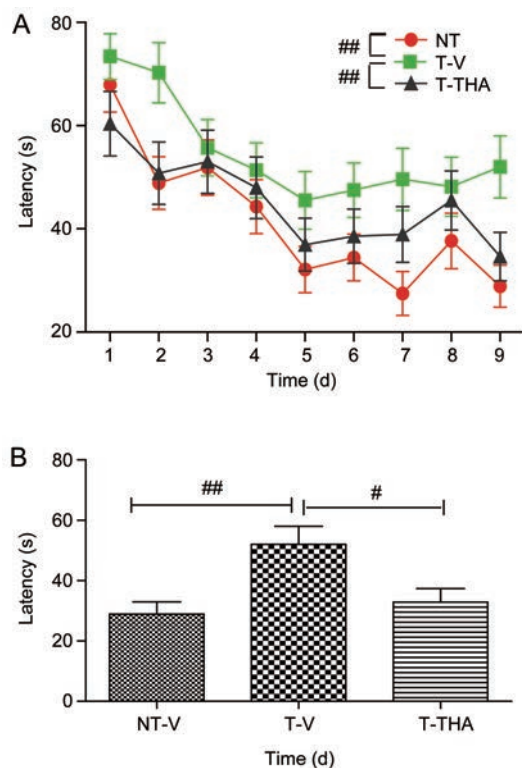 A
80
60
40
20
Latency (s)
##
##
NT
T-V
T-THA
1 2 3 4 5 6 7 8 9
Time (d)
B
80
60
40
20
0
Latency (s)
##
#
NT-V T-V T-THA
Time (d)